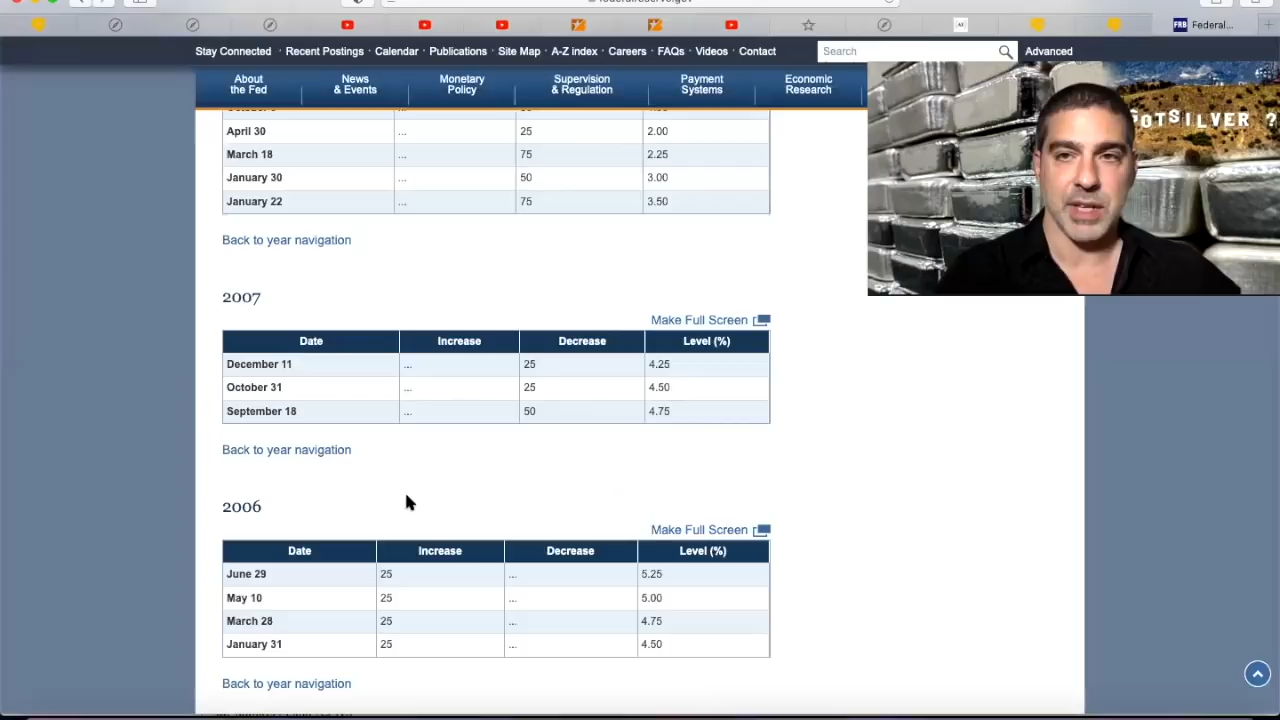 federalreserve.gov
Federal...
Stay Connected Recent Postings Calendar Publications Site Map A-Z index Careers FAQs Videos Contact Search Advanced
About the Fed
News & Events
Monetary Policy
Supervision & Regulation
Payment Systems
Economic Research
GOTSILVER ?
April 30 ... 25 2.00
March 18 ... 75 2.25
January 30 ... 50 3.00
January 22 ... 75 3.50
Back to year navigation
2007
Make Full Screen
Date Increase Decrease Level (%)
December 11 ... 25 4.25
October 31 ... 25 4.50
September 18 ... 50 4.75
Back to year navigation
2006
Make Full Screen
Date Increase Decrease Level (%)
June 29 25 ... 5.25
May 10 25 ... 5.00
March 28 25 ... 4.75
January 31 25 ... 4.50
Back to year navigation